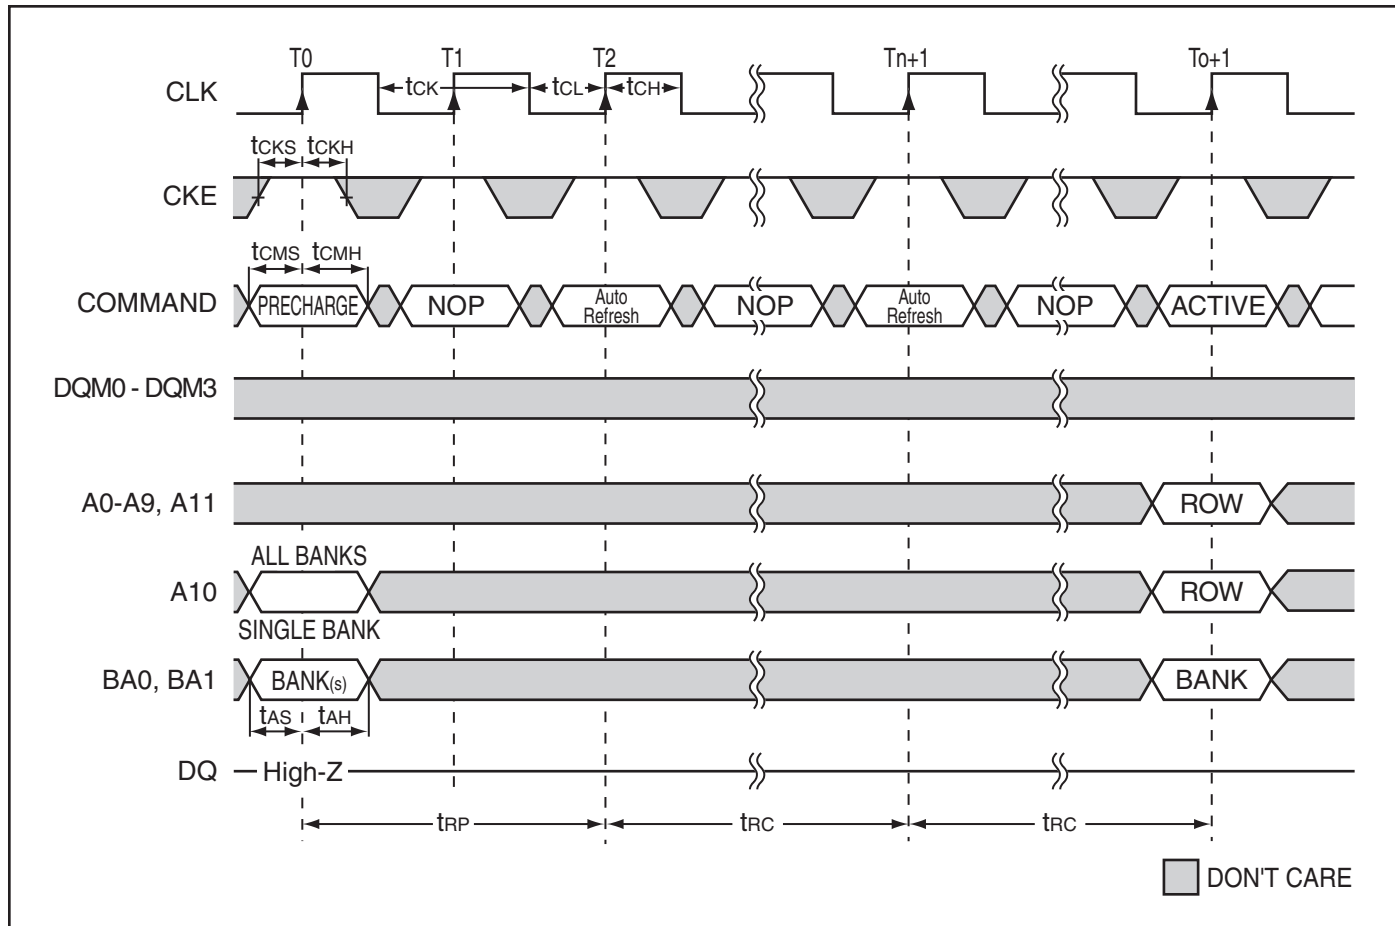 T0 T1 T2 Tn+1 To+1
CLK tCK tCL tCH
tCKS tCKH
CKE
tCMS tCMH
COMMAND PRECHARGE NOP Auto Refresh NOP Auto Refresh NOP ACTIVE
DQM0 - DQM3
A0-A9, A11 ROW
ALL BANKS
A10 ROW
SINGLE BANK
BA0, BA1 BANK(s) BANK
tAS tAH
DQ High-Z
tRP tRC tRC
DON'T CARE